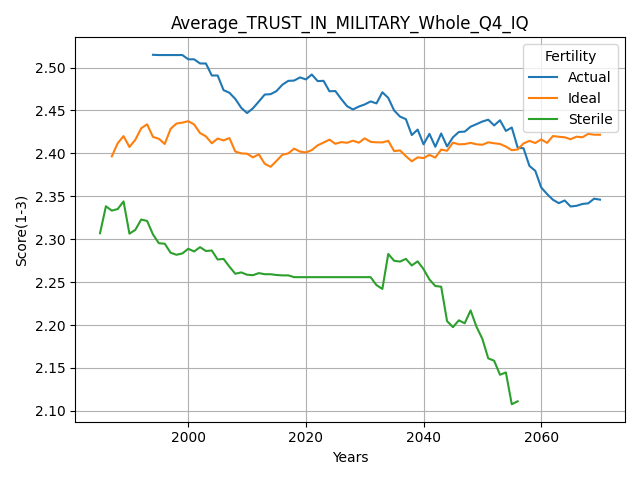 Average_TRUST_IN_MILITARY_Whole_Q4_IQ
Fertility
Actual
Ideal
Sterile
Score(1-3)
2.50
2.45
2.40
2.35
2.30
2.25
2.20
2.15
2.10
2000
2020
2040
2060
Years